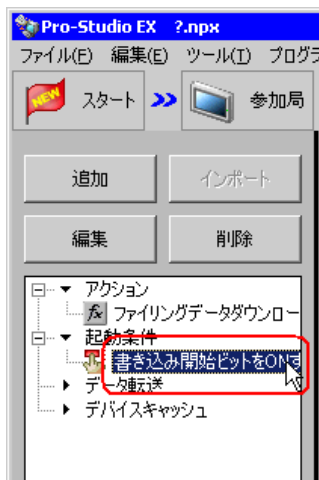 Pro-Studio EX ?.npx
ファイル(F) 編集(E) ツール(T) プログラ
NEW スタート » 参加局
追加 インポート
編集 削除
アクション
fx ファイリングデータダウンロー
起動条件
書き込み開始ビットをONす
データ転送
デバイスキャッシュ